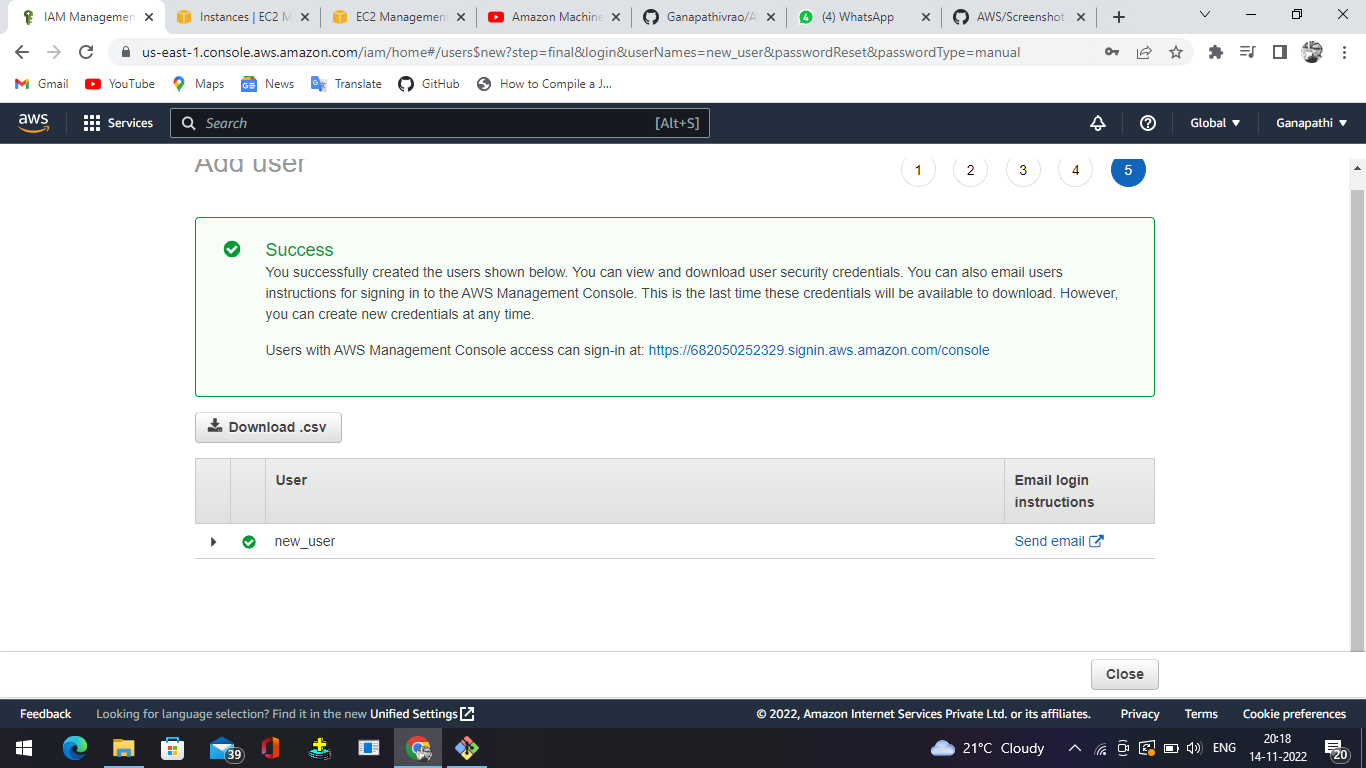 IAM Managemen
Instances | EC2 M
EC2 Management
Amazon Machine
Ganapathivrao/A
(4) WhatsApp
AWS/Screenshot
us-east-1.console.aws.amazon.com/iam/home#/users$new?step=final&login&userNames=new_user&passwordReset&passwordType=manual
Gmail
YouTube
Maps
News
Translate
GitHub
How to Compile a J...
aws
Services
Search
[Alt+S]
Global
Ganapathi
Add user
1
2
3
4
5
Success
You successfully created the users shown below. You can view and download user security credentials. You can also email users
instructions for signing in to the AWS Management Console. This is the last time these credentials will be available to download. However,
you can create new credentials at any time.
Users with AWS Management Console access can sign-in at: https://682050252329.signin.aws.amazon.com/console
Download .csv
User
Email login
instructions
new_user
Send email
Close
Feedback
Looking for language selection? Find it in the new Unified Settings
© 2022, Amazon Internet Services Private Ltd. or its affiliates.
Privacy
Terms
Cookie preferences
39
21°C Cloudy
ENG
20:18
14-11-2022
20